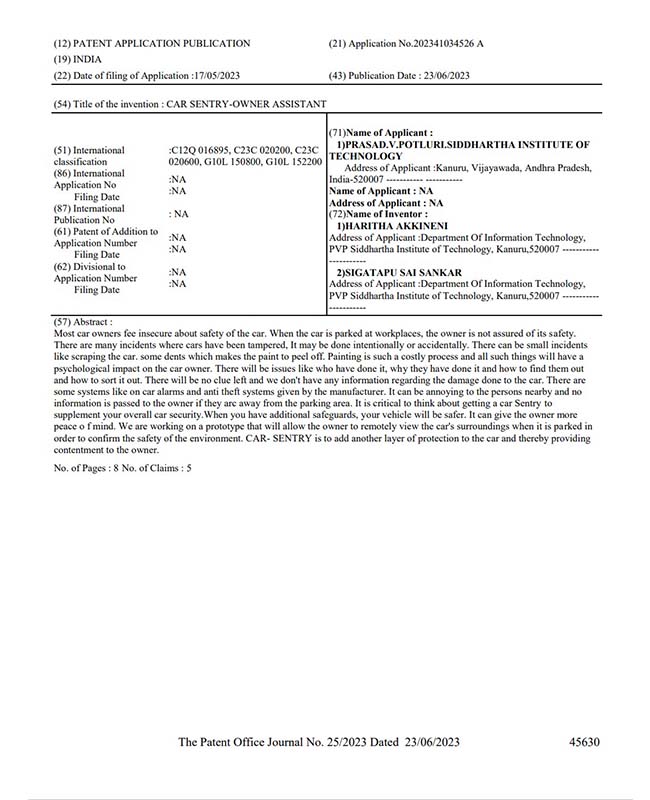 (12) PATENT APPLICATION PUBLICATION
(21) Application No.202341034526 A
(19) INDIA
(22) Date of filing of Application :17/05/2023
(43) Publication Date : 23/06/2023
(54) Title of the invention : CAR SENTRY-OWNER ASSISTANT
(51) International
classification
:C12Q 016895, C23C 020200, C23C
020600, G10L 150800, G10L 152200
(86) International
Application No
Filing Date
:NA
:NA
(87) International
Publication No
: NA
(61) Patent of Addition to
Application Number
Filing Date
:NA
:NA
(62) Divisional to
Application Number
Filing Date
:NA
:NA
(71)Name of Applicant :
1)PRASAD.V.POTLURI.SIDDHARTHA INSTITUTE OF
TECHNOLOGY
Address of Applicant :Kanuru, Vijayawada, Andhra Pradesh,
India-520007 ----------- -----------
Name of Applicant : NA
Address of Applicant : NA
(72)Name of Inventor :
1)HARITHA AKKINENI
Address of Applicant :Department Of Information Technology,
PVP Siddhartha Institute of Technology, Kanuru,520007 -----------
-----------
2)SIGATAPU SAI SANKAR
Address of Applicant :Department Of Information Technology,
PVP Siddhartha Institute of Technology, Kanuru,520007 -----------
-----------
(57) Abstract :
Most car owners fee insecure about safety of the car. When the car is parked at workplaces, the owner is not assured of its safety.
There are many incidents where cars have been tampered, It may be done intentionally or accidentally. There can be small incidents
like scraping the car. some dents which makes the paint to peel off. Painting is such a costly process and all such things will have a
psychological impact on the car owner. There will be issues like who have done it, why they have done it and how to find them out
and how to sort it out. There will be no clue left and we don't have any information regarding the damage done to the car. There are
some systems like on car alarms and anti theft systems given by the manufacturer. It can be annoying to the persons nearby and no
information is passed to the owner if they are away from the parking area. It is critical to think about getting a car Sentry to
supplement your overall car security.When you have additional safeguards, your vehicle will be safer. It can give the owner more
peace o f mind. We are working on a prototype that will allow the owner to remotely view the car's surroundings when it is parked in
order to confirm the safety of the environment. CAR- SENTRY is to add another layer of protection to the car and thereby providing
contentment to the owner.
No. of Pages : 8 No. of Claims : 5
The Patent Office Journal No. 25/2023 Dated 23/06/2023
45630